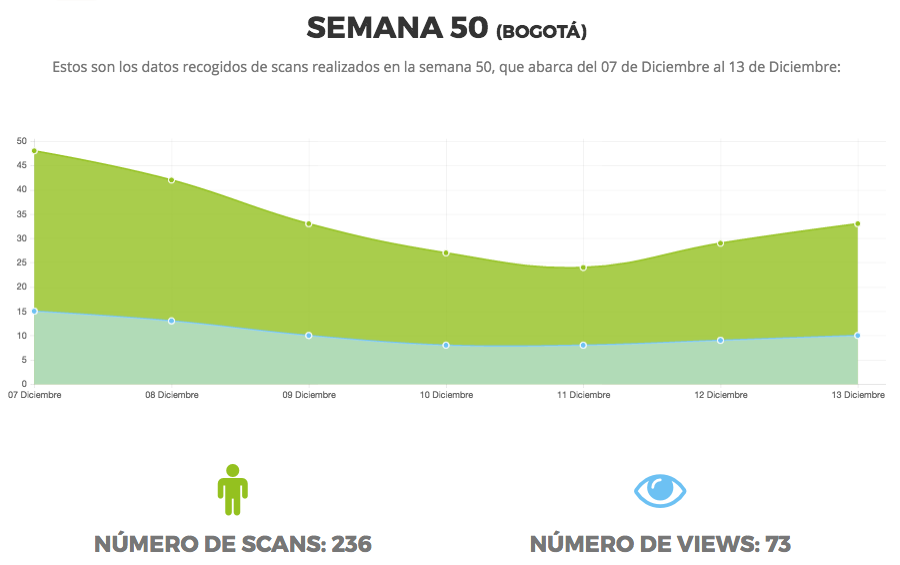 SEMANA 50 (BOGOTÁ)
Estos son los datos recogidos de scans realizados en la semana 50, que abarca del 07 de Diciembre al 13 de Diciembre:
50
45
40
35
30
25
20
15
10
5
0
07 Diciembre 08 Diciembre 09 Diciembre 10 Diciembre 11 Diciembre 12 Diciembre 13 Diciembre
NÚMERO DE SCANS: 236 NÚMERO DE VIEWS: 73